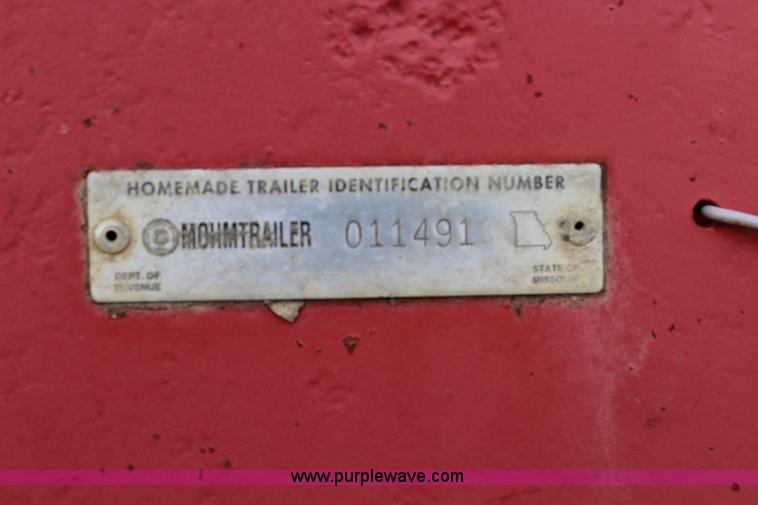 HOMEMADE TRAILER IDENTIFICATION NUMBER
MOHMTRAILER 011491
DEPT. OF REVENUE
STATE OF MISSOURI
www.purplewave.com